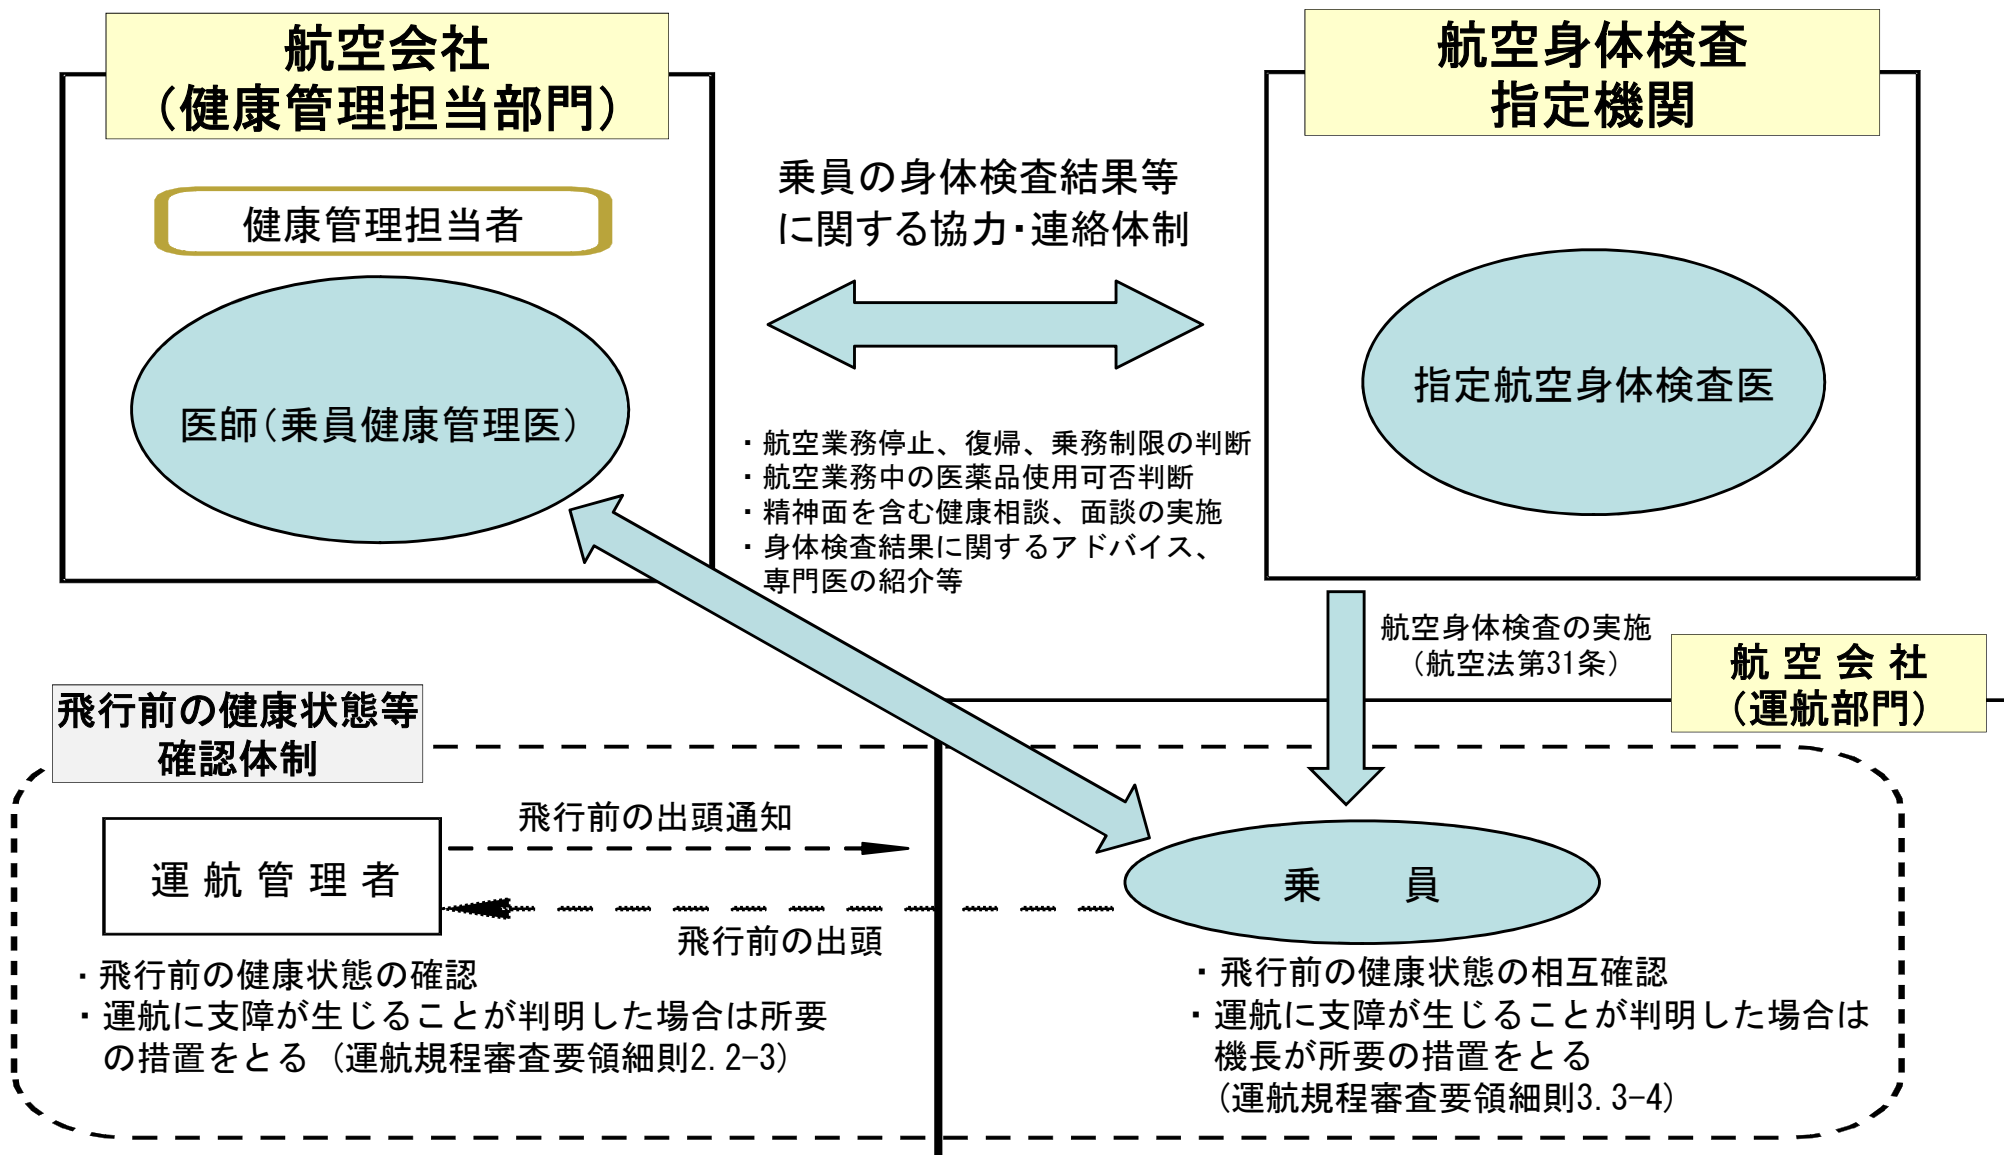 航空会社
（健康管理担当部門）
健康管理担当者
医師（乗員健康管理医）
乗員の身体検査結果等
に関する協力・連絡体制
航空身体検査
指定機関
指定航空身体検査医
・航空業務停止、復帰、乗務制限の判断
・航空業務中の医薬品使用可否判断
・精神面を含む健康相談、面談の実施
・身体検査結果に関するアドバイス、
専門医の紹介等
航空身体検査の実施
（航空法第31条）
航空会社
（運航部門）
飛行前の健康状態等
確認体制
運航管理者
飛行前の出頭通知
飛行前の出頭
乗　員
・飛行前の健康状態の確認
・運航に支障が生じることが判明した場合は所要
の措置をとる（運航規程審査要領細則2.2-3）
・飛行前の健康状態の相互確認
・運航に支障が生じることが判明した場合は
機長が所要の措置をとる
（運航規程審査要領細則3.3-4）